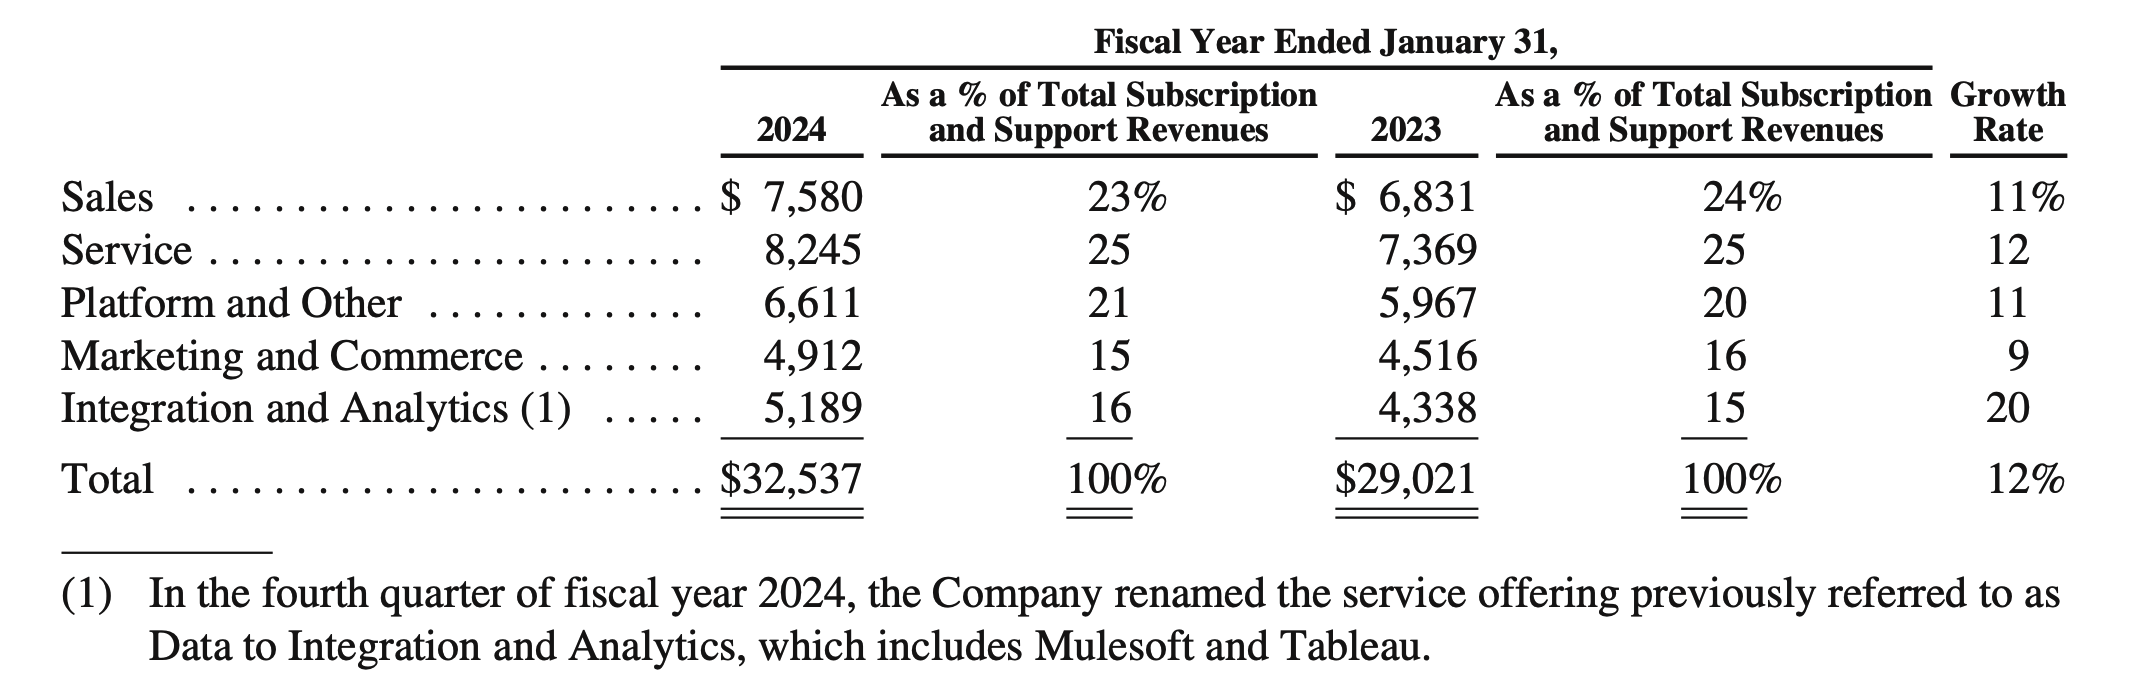 Fiscal Year Ended January 31,
As a % of Total Subscription As a % of Total Subscription Growth
2024 and Support Revenues 2023 and Support Revenues Rate
Sales ........................ $ 7,580 23% $ 6,831 24% 11%
Service ....................... 8,245 25 7,369 25 12
Platform and Other ............. 6,611 21 5,967 20 11
Marketing and Commerce ........ 4,912 15 4,516 16 9
Integration and Analytics (1) ..... 5,189 16 4,338 15 20
Total ........................ $32,537 100% $29,021 100% 12%
(1) In the fourth quarter of fiscal year 2024, the Company renamed the service offering previously referred to as
Data to Integration and Analytics, which includes Mulesoft and Tableau.